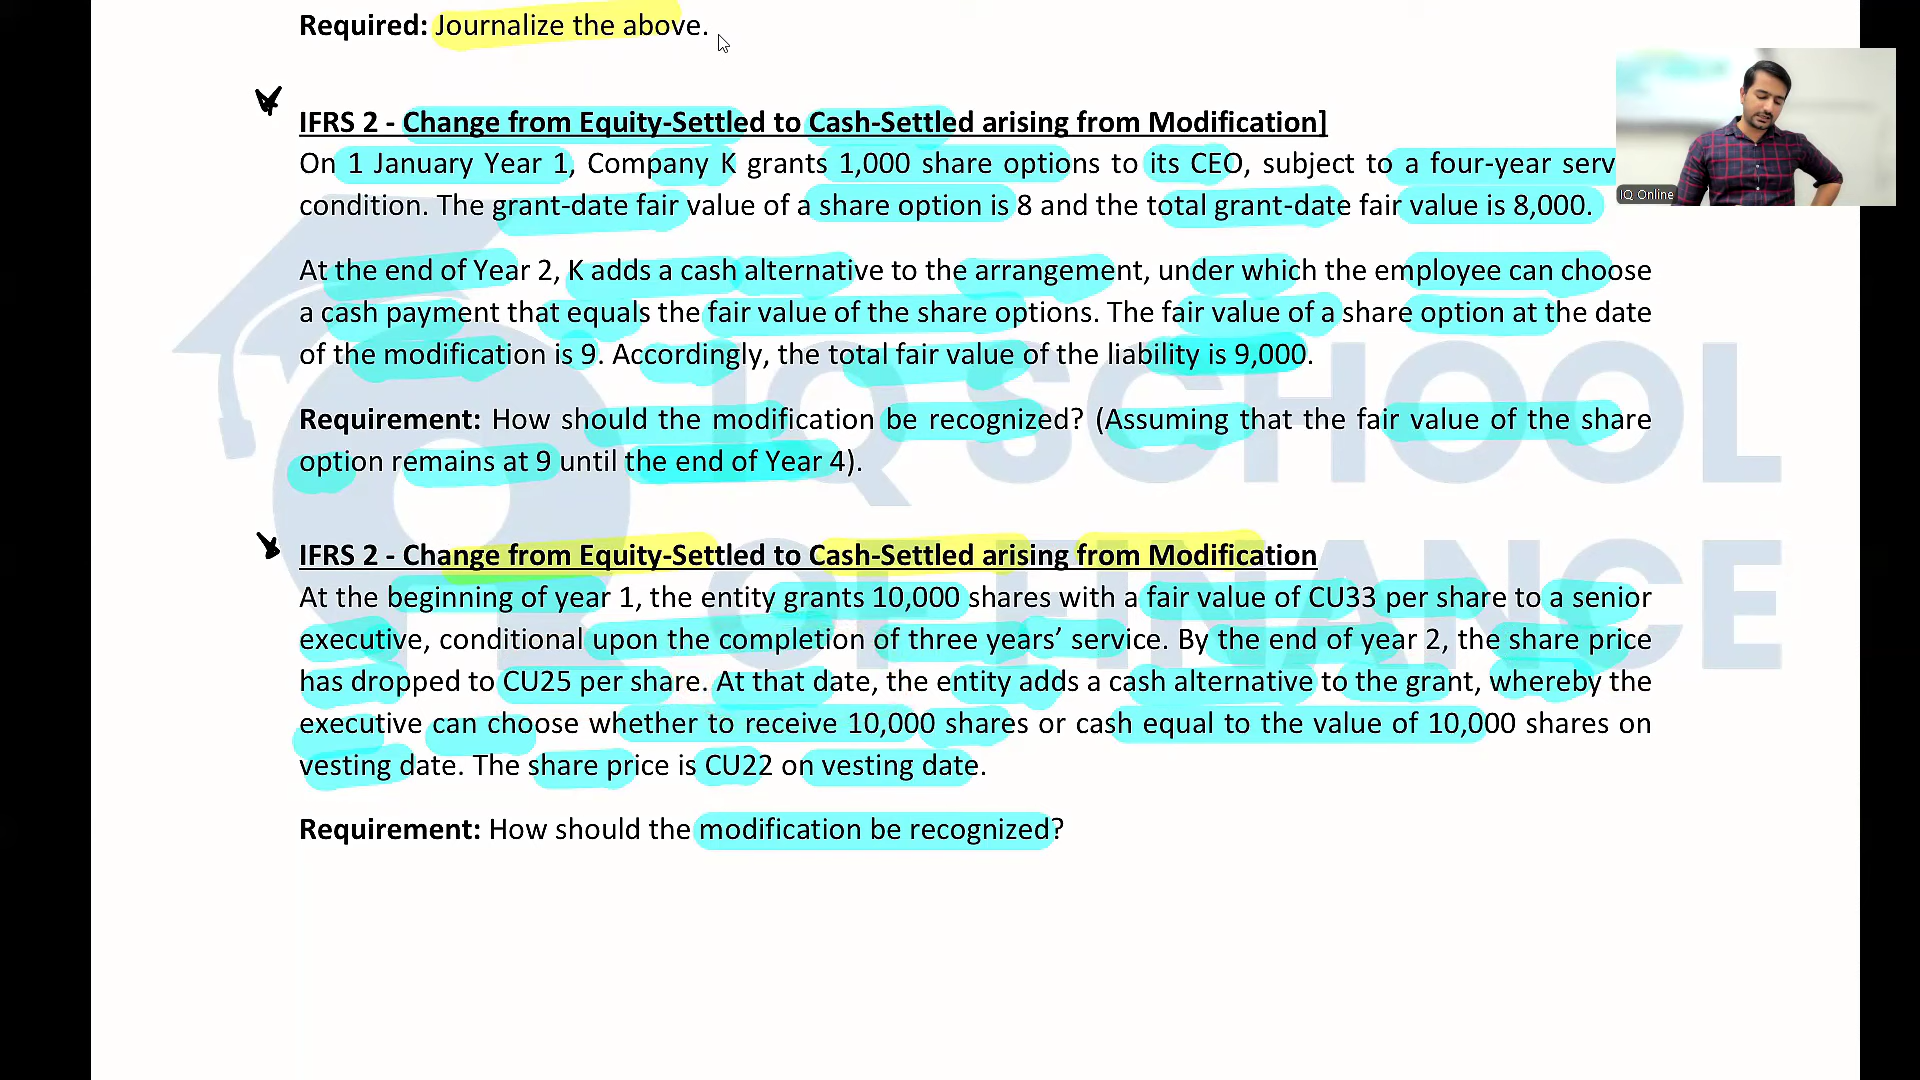 Required: Journalize the above.
IFRS 2 - Change from Equity-Settled to Cash-Settled arising from Modification]
On 1 January Year 1, Company K grants 1,000 share options to its CEO, subject to a four-year serv
condition. The grant-date fair value of a share option is 8 and the total grant-date fair value is 8,000.
IQ Online
At the end of Year 2, K adds a cash alternative to the arrangement, under which the employee can choose
a cash payment that equals the fair value of the share options. The fair value of a share option at the date
of the modification is 9. Accordingly, the total fair value of the liability is 9,000.
Requirement: How should the modification be recognized? (Assuming that the fair value of the share
option remains at 9 until the end of Year 4).
IQ SCHOOL
OF FINANCE
IFRS 2 - Change from Equity-Settled to Cash-Settled arising from Modification
At the beginning of year 1, the entity grants 10,000 shares with a fair value of CU33 per share to a senior
executive, conditional upon the completion of three years’ service. By the end of year 2, the share price
has dropped to CU25 per share. At that date, the entity adds a cash alternative to the grant, whereby the
executive can choose whether to receive 10,000 shares or cash equal to the value of 10,000 shares on
vesting date. The share price is CU22 on vesting date.
Requirement: How should the modification be recognized?